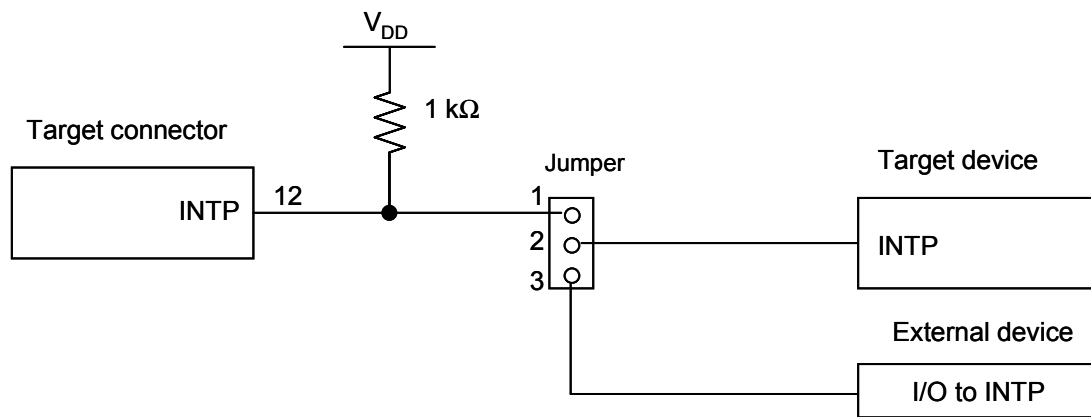 V_DD
1 kΩ
Target connector
INTP
12
Jumper
1
2
3
Target device
INTP
External device
I/O to INTP